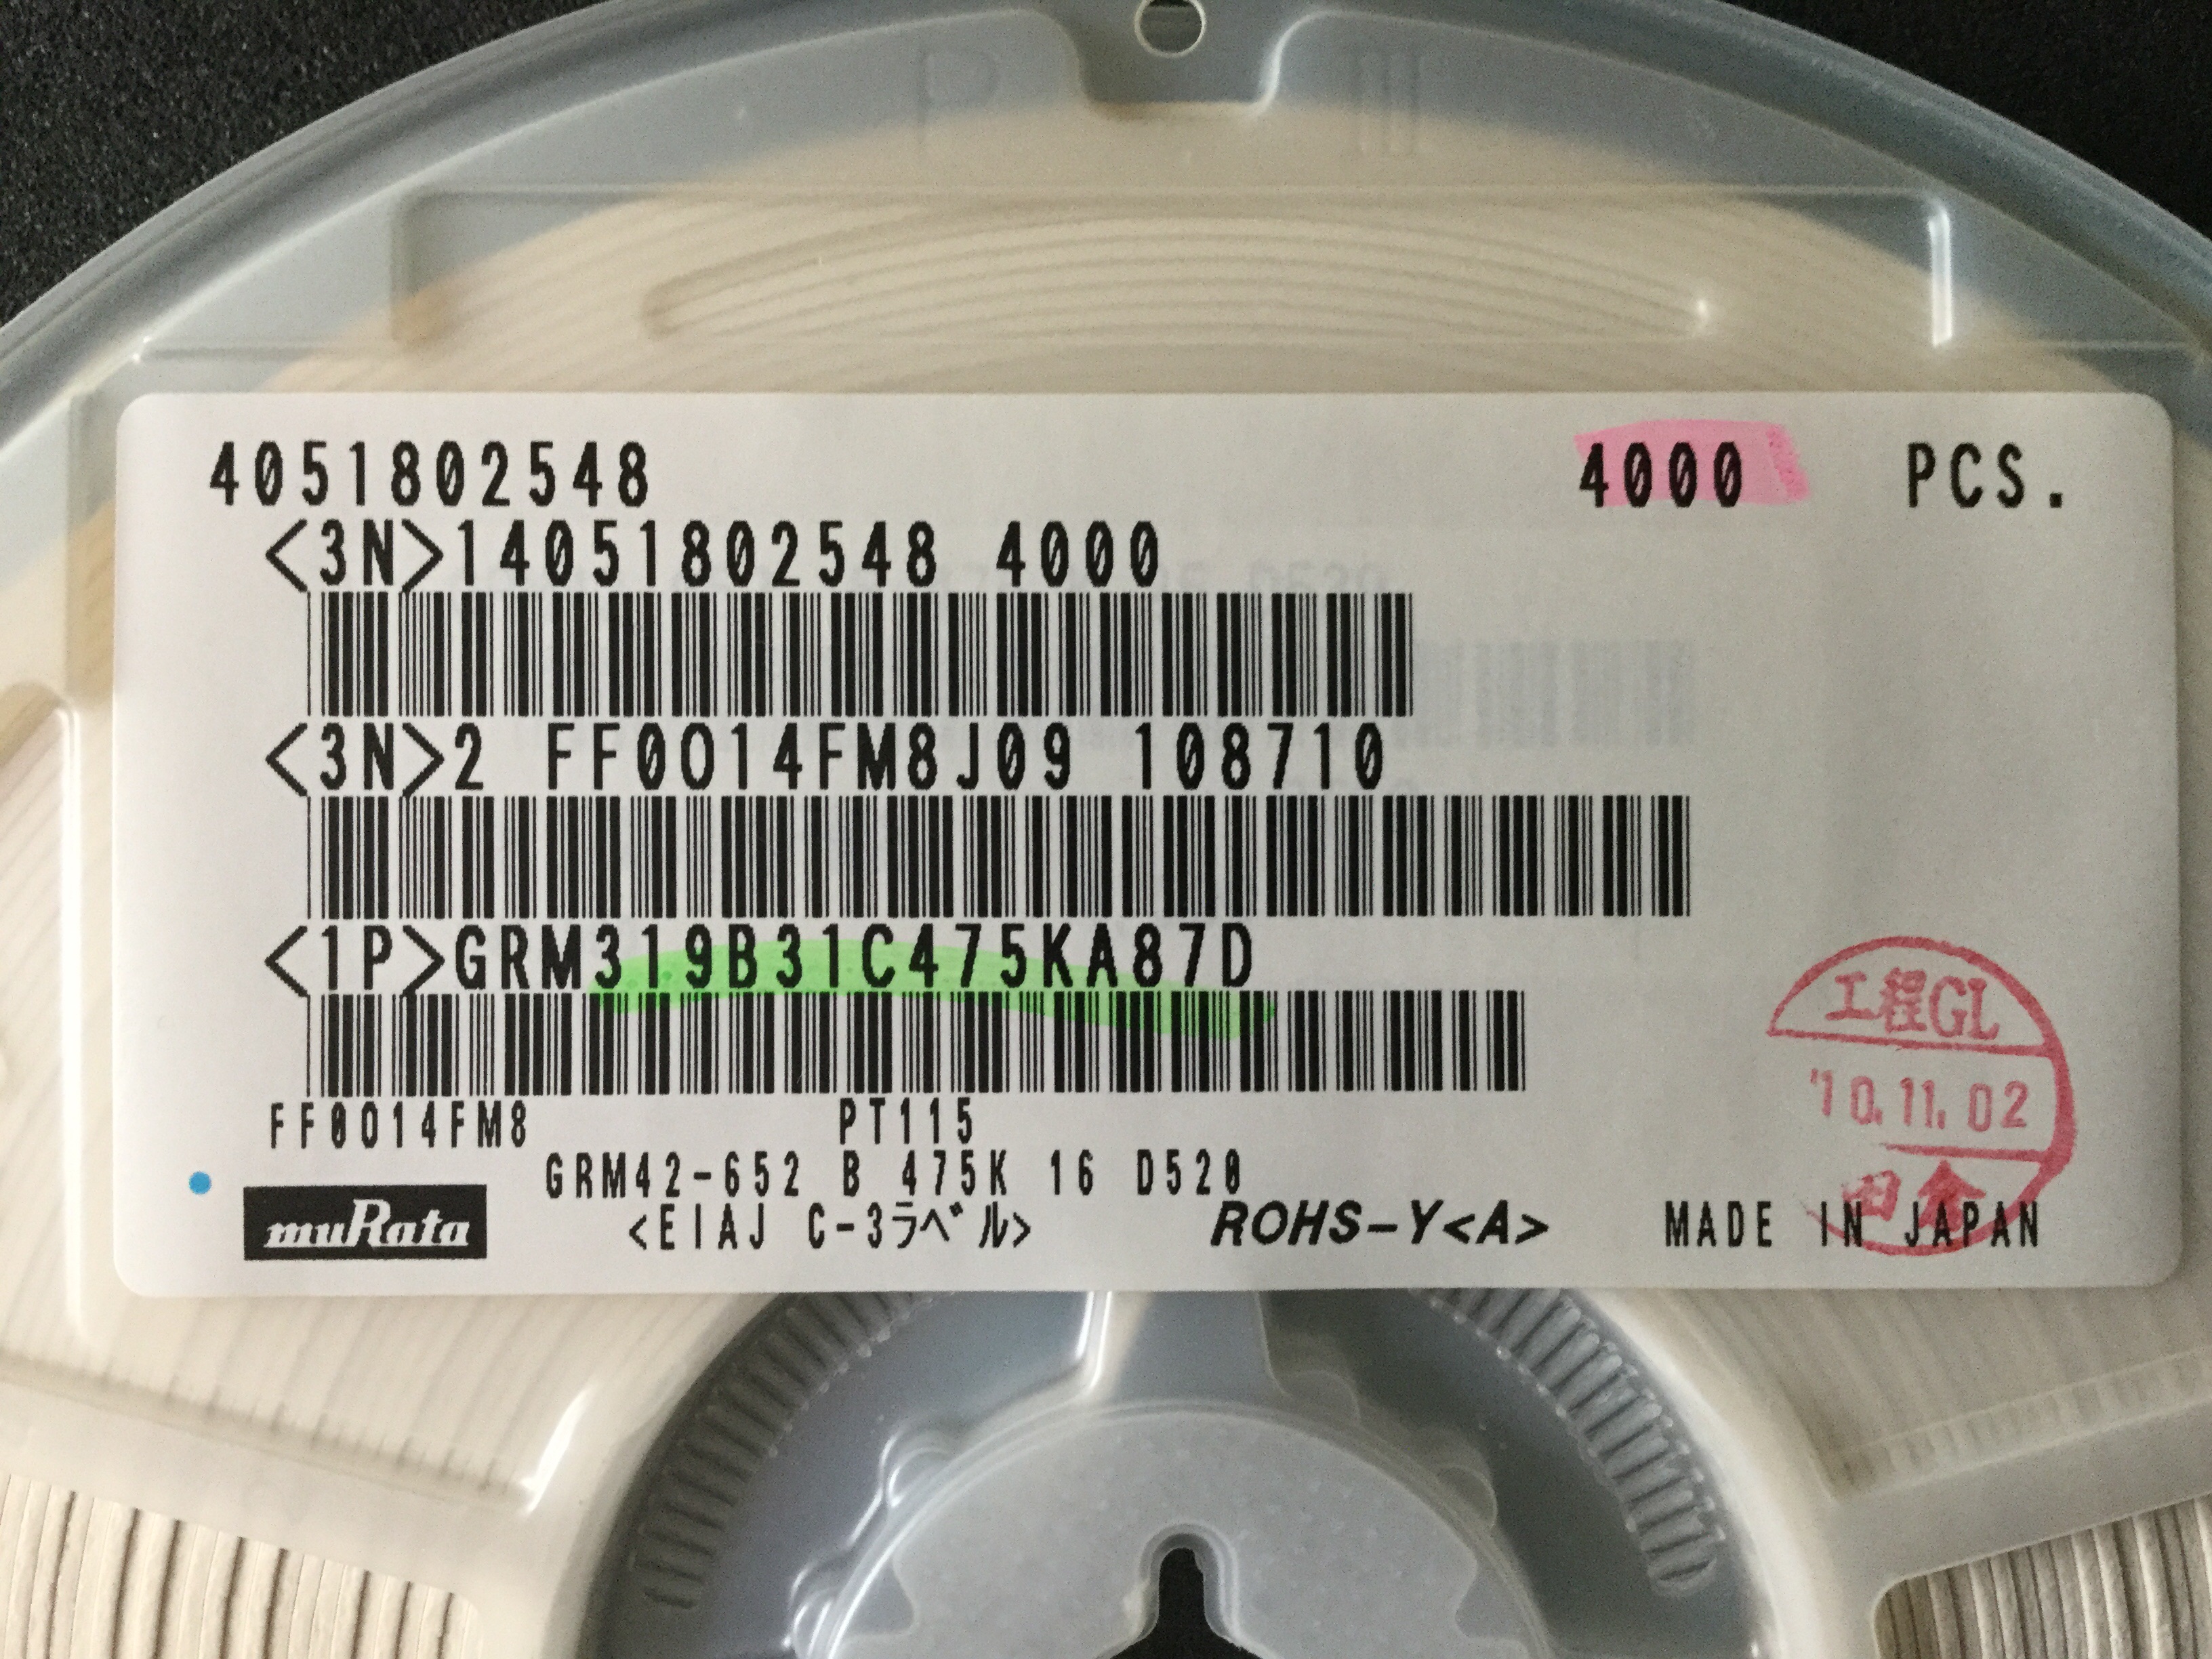 4051802548 4000 PCS.
<3N>14051802548 4000
<3N>2 FF0014FM8J09 108710
<1P>GRM319B31C475KA87D
FF0014FM8 PT115
GRM42-652 B 475K 16 D520
muRata <EIAJ C-3ラベル> ROHS-Y<A> MADE IN JAPAN
工程GL
'10.11.02